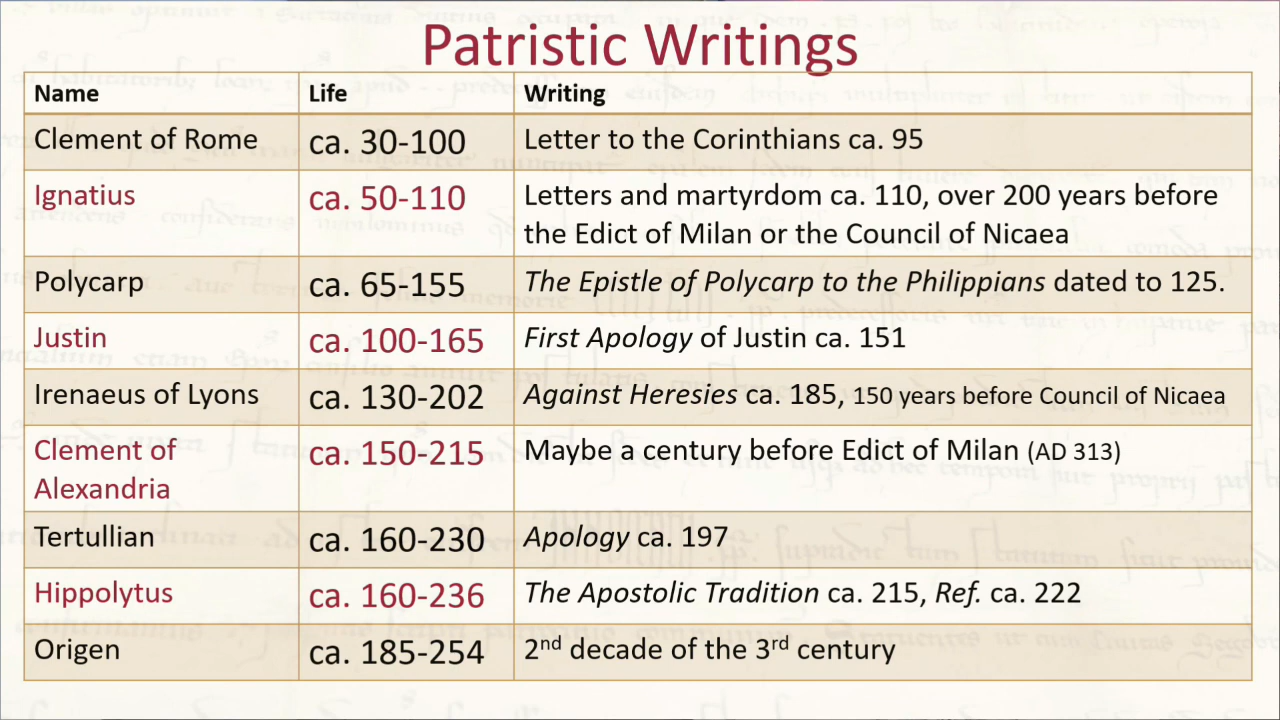 Patristic Writings
Name Life Writing
Clement of Rome ca. 30-100 Letter to the Corinthians ca. 95
Ignatius ca. 50-110 Letters and martyrdom ca. 110, over 200 years before
the Edict of Milan or the Council of Nicaea
Polycarp ca. 65-155 The Epistle of Polycarp to the Philippians dated to 125.
Justin ca. 100-165 First Apology of Justin ca. 151
Irenaeus of Lyons ca. 130-202 Against Heresies ca. 185, 150 years before Council of Nicaea
Clement of ca. 150-215 Maybe a century before Edict of Milan (AD 313)
Alexandria
Tertullian ca. 160-230 Apology ca. 197
Hippolytus ca. 160-236 The Apostolic Tradition ca. 215, Ref. ca. 222
Origen ca. 185-254 2nd decade of the 3rd century